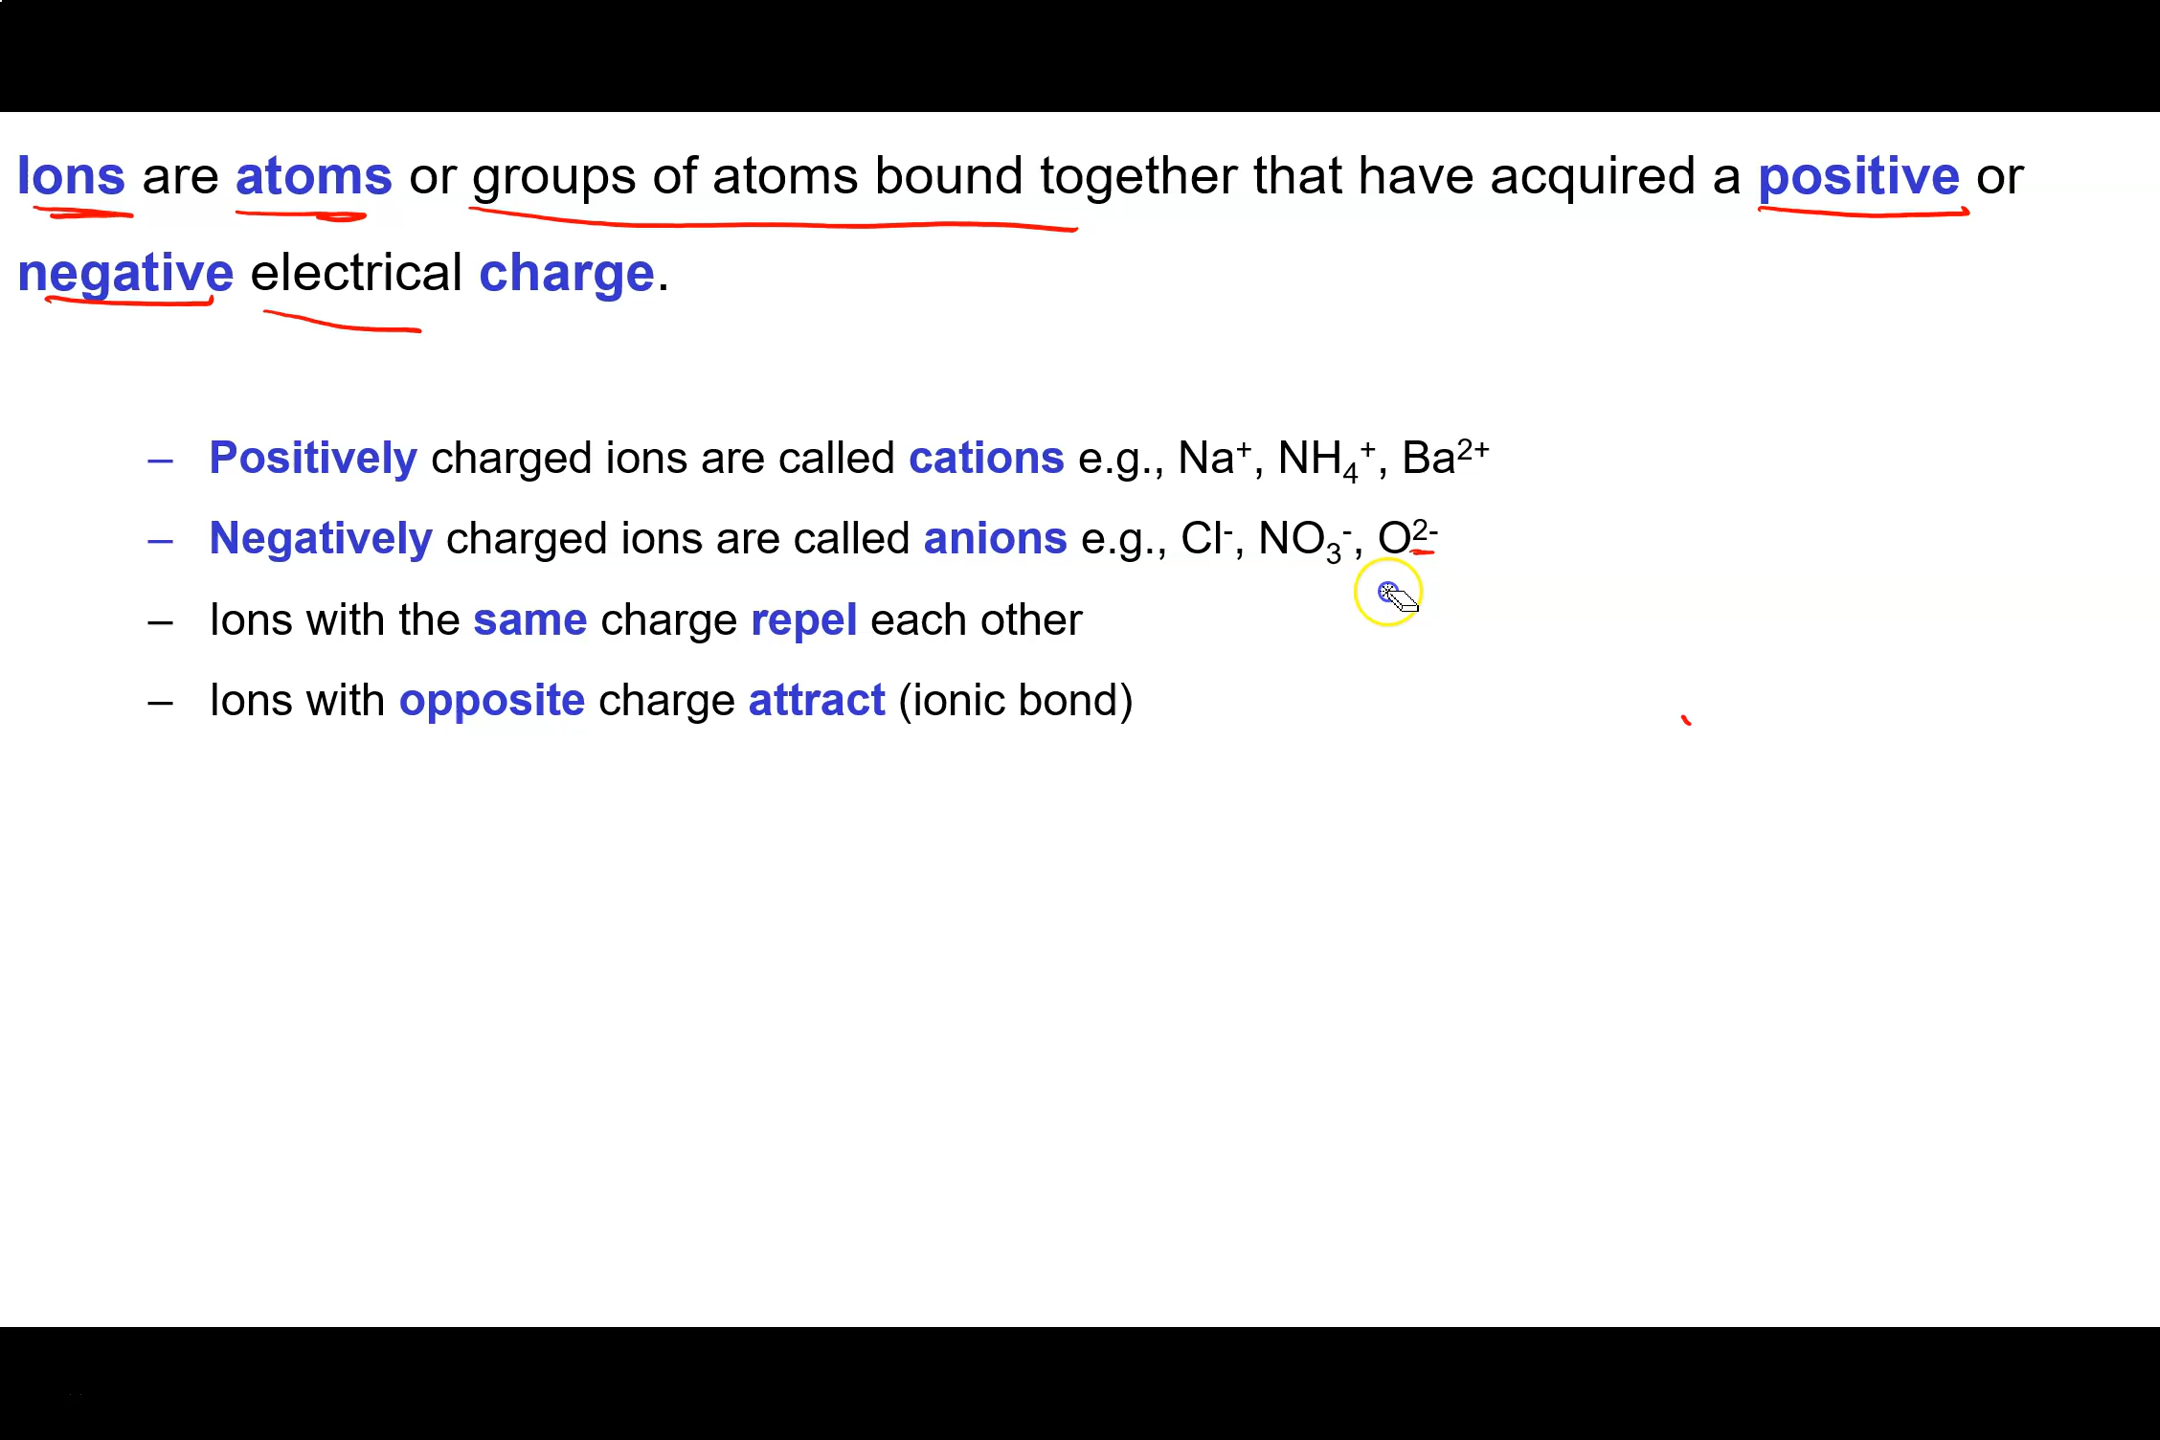 Ions are atoms or groups of atoms bound together that have acquired a positive or
negative electrical charge.
– Positively charged ions are called cations e.g., Na⁺, NH₄⁺, Ba²⁺
– Negatively charged ions are called anions e.g., Cl⁻, NO₃⁻, O²⁻
– Ions with the same charge repel each other
– Ions with opposite charge attract (ionic bond)